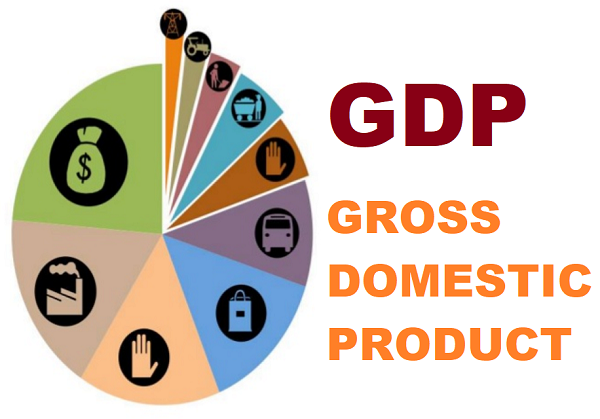 GDP
GROSS
DOMESTIC
PRODUCT
$